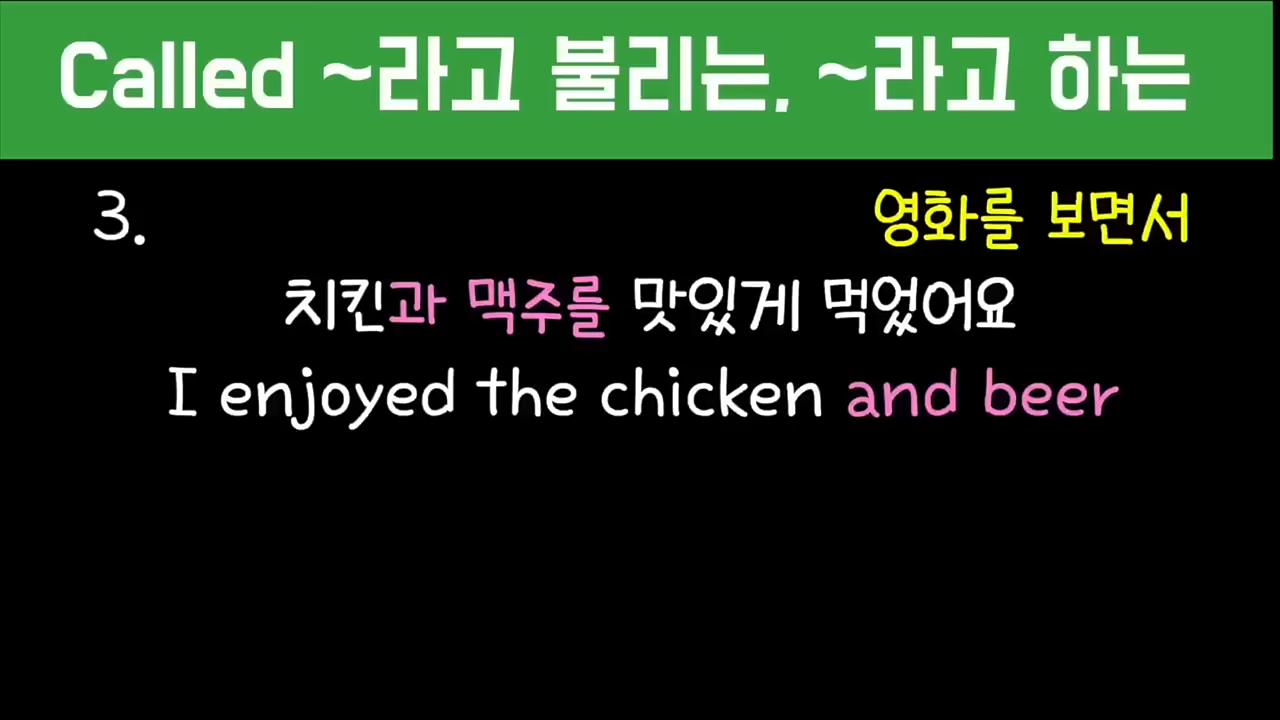 Called ~라고 불리는, ~라고 하는
3. 영화를 보면서
치킨과 맥주를 맛있게 먹었어요
I enjoyed the chicken and beer